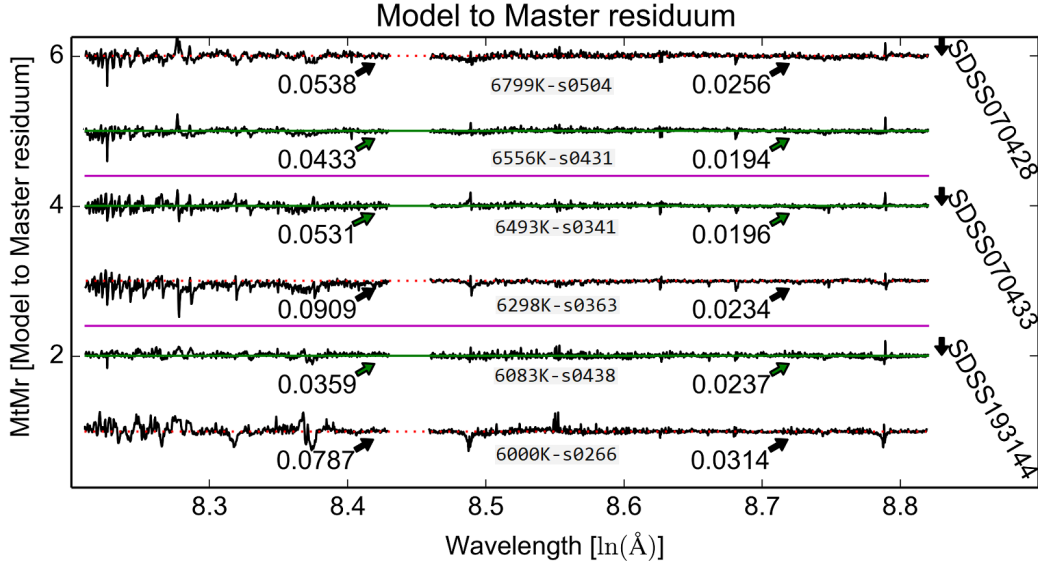 Model to Master residuum
MtMr [Model to Master residuum]
6
0.0538
6799K-s0504
0.0256
SDSS070428
0.0433
6556K-s0431
0.0194
4
0.0531
6493K-s0341
0.0196
SDSS070433
0.0909
6298K-s0363
0.0234
2
0.0359
6083K-s0438
0.0237
SDSS193144
0.0787
6000K-s0266
0.0314
8.3 8.4 8.5 8.6 8.7 8.8
Wavelength [ln(Å)]